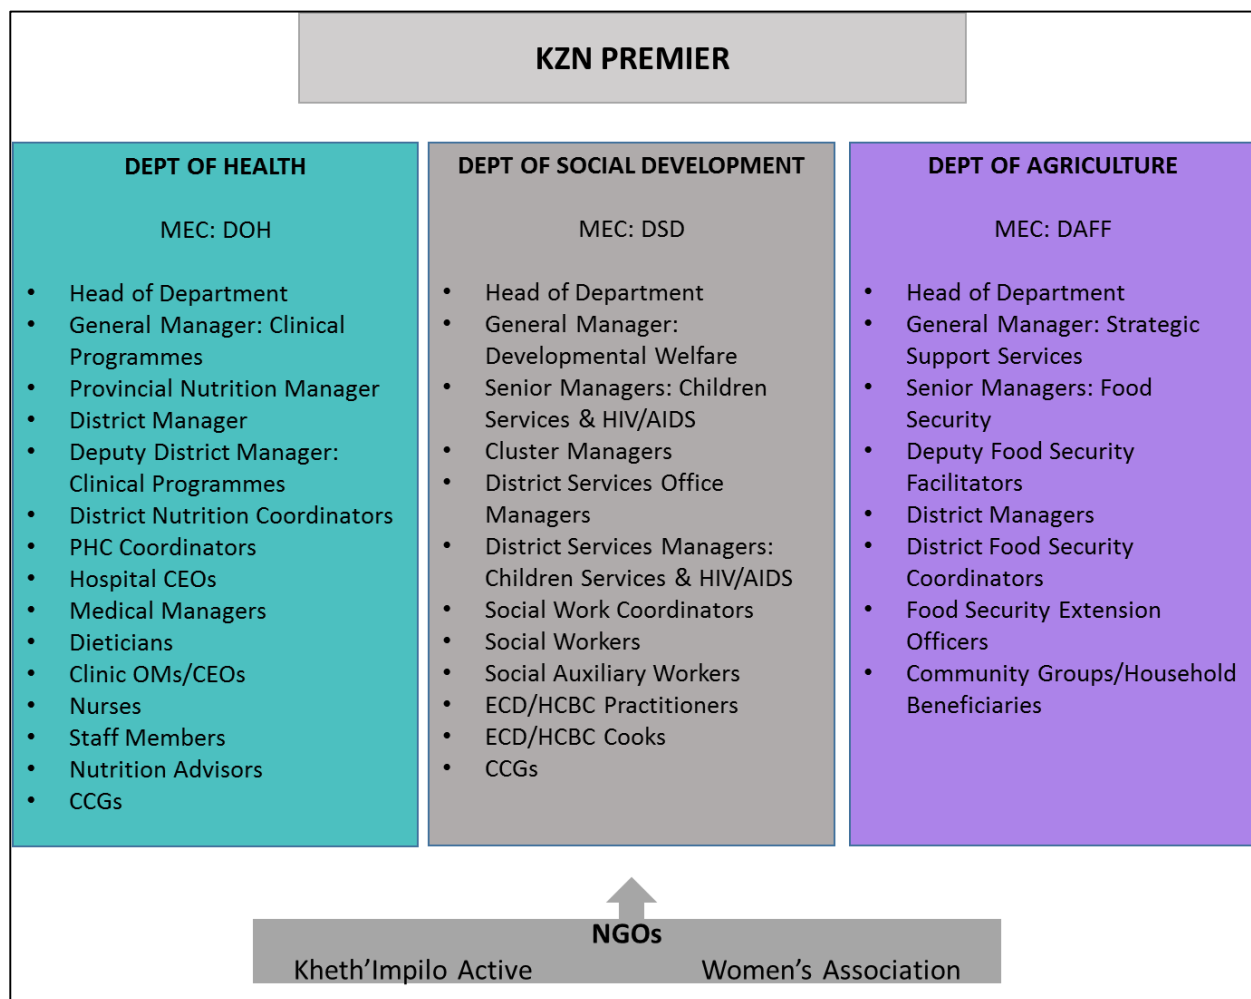 KZN PREMIER
DEPT OF HEALTH
MEC: DOH
• Head of Department
• General Manager: Clinical
Programmes
• Provincial Nutrition Manager
• District Manager
• Deputy District Manager:
Clinical Programmes
• District Nutrition Coordinators
• PHC Coordinators
• Hospital CEOs
• Medical Managers
• Dieticians
• Clinic OMs/CEOs
• Nurses
• Staff Members
• Nutrition Advisors
• CCGs
DEPT OF SOCIAL DEVELOPMENT
MEC: DSD
• Head of Department
• General Manager:
Developmental Welfare
• Senior Managers: Children
Services & HIV/AIDS
• Cluster Managers
• District Services Office
Managers
• District Services Managers:
Children Services & HIV/AIDS
• Social Work Coordinators
• Social Workers
• Social Auxiliary Workers
• ECD/HCBC Practitioners
• ECD/HCBC Cooks
• CCGs
DEPT OF AGRICULTURE
MEC: DAFF
• Head of Department
• General Manager: Strategic
Support Services
• Senior Managers: Food
Security
• Deputy Food Security
Facilitators
• District Managers
• District Food Security
Coordinators
• Food Security Extension
Officers
• Community Groups/Household
Beneficiaries
NGOs
Kheth’Impilo Active Women’s Association